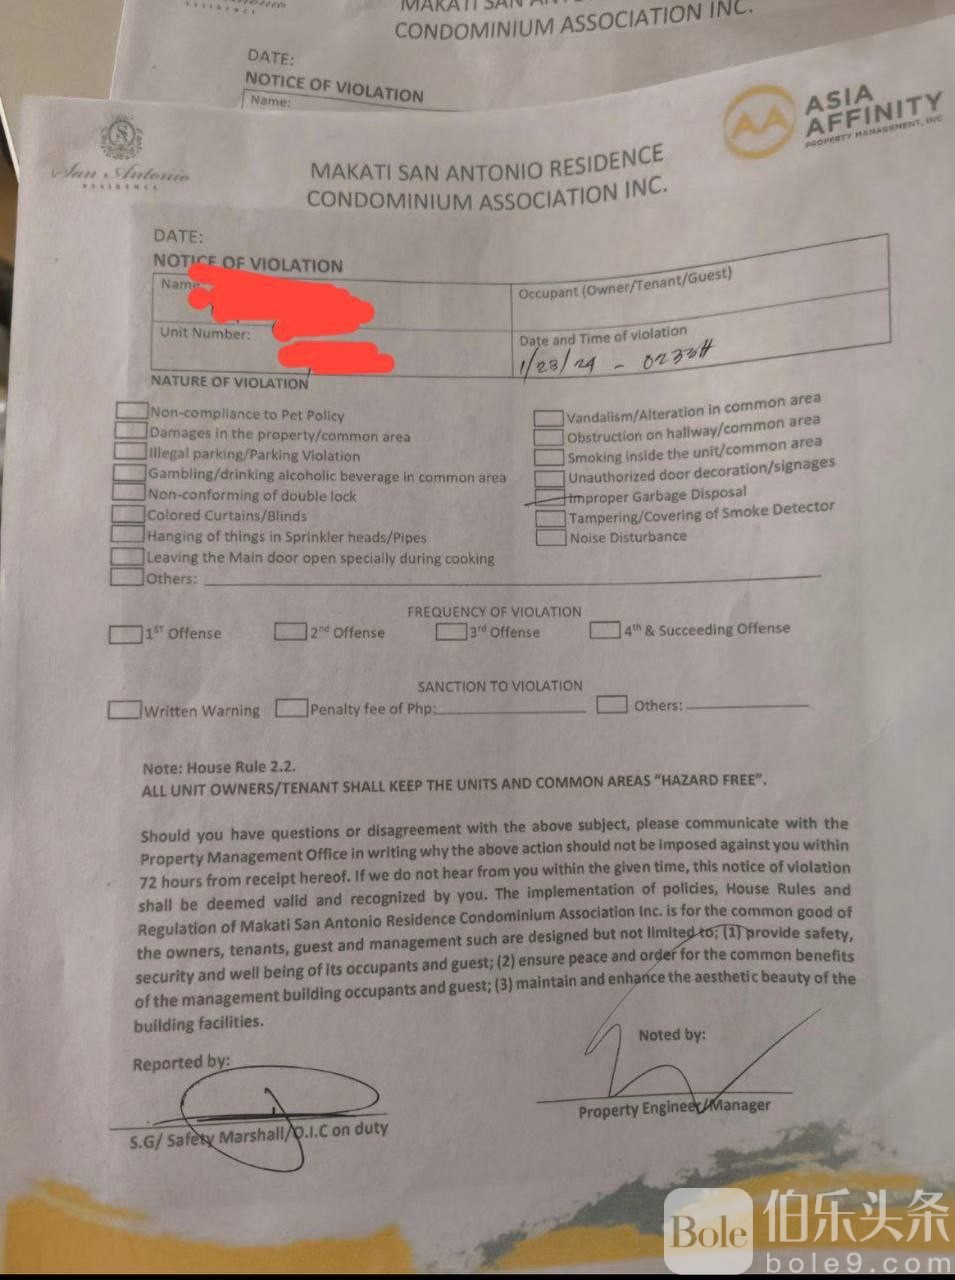 MAKATI SAN
CONDOMINIUM ASSOCIATION INC.
DATE:
NOTICE OF VIOLATION
Name:
San Antonio
RESIDENCE
ASIA
AFFINITY
PROPERTY MANAGEMENT, INC
MAKATI SAN ANTONIO RESIDENCE
CONDOMINIUM ASSOCIATION INC.
DATE:
NOTICE OF VIOLATION
Name
Occupant (Owner/Tenant/Guest)
Unit Number:
Date and Time of violation
1/23/24 - 0233H
NATURE OF VIOLATION
Non-compliance to Pet Policy
Damages in the property/common area
Illegal parking/Parking Violation
Gambling/drinking alcoholic beverage in common area
Non-conforming of double lock
Colored Curtains/Blinds
Hanging of things in Sprinkler heads/Pipes
Leaving the Main door open specially during cooking
Others:
Vandalism/Alteration in common area
Obstruction on hallway/common area
Smoking inside the unit/common area
Unauthorized door decoration/signages
Improper Garbage Disposal
Tampering/Covering of Smoke Detector
Noise Disturbance
FREQUENCY OF VIOLATION
1ST Offense 2nd Offense 3rd Offense 4th & Succeeding Offense
SANCTION TO VIOLATION
Written Warning Penalty fee of Php: Others:
Note: House Rule 2.2.
ALL UNIT OWNERS/TENANT SHALL KEEP THE UNITS AND COMMON AREAS "HAZARD FREE".
Should you have questions or disagreement with the above subject, please communicate with the
Property Management Office in writing why the above action should not be imposed against you within
72 hours from receipt hereof. If we do not hear from you within the given time, this notice of violation
shall be deemed valid and recognized by you. The implementation of policies, House Rules and
Regulation of Makati San Antonio Residence Condominium Association Inc. is for the common good of
the owners, tenants, guest and management such are designed but not limited to; (1) provide safety,
security and well being of its occupants and guest; (2) ensure peace and order for the common benefits
of the management building occupants and guest; (3) maintain and enhance the aesthetic beauty of the
building facilities.
Reported by:
Noted by:
S.G/ Safety Marshall/O.I.C on duty
Property Engineer/Manager
Bole 伯乐头条
bole9.com